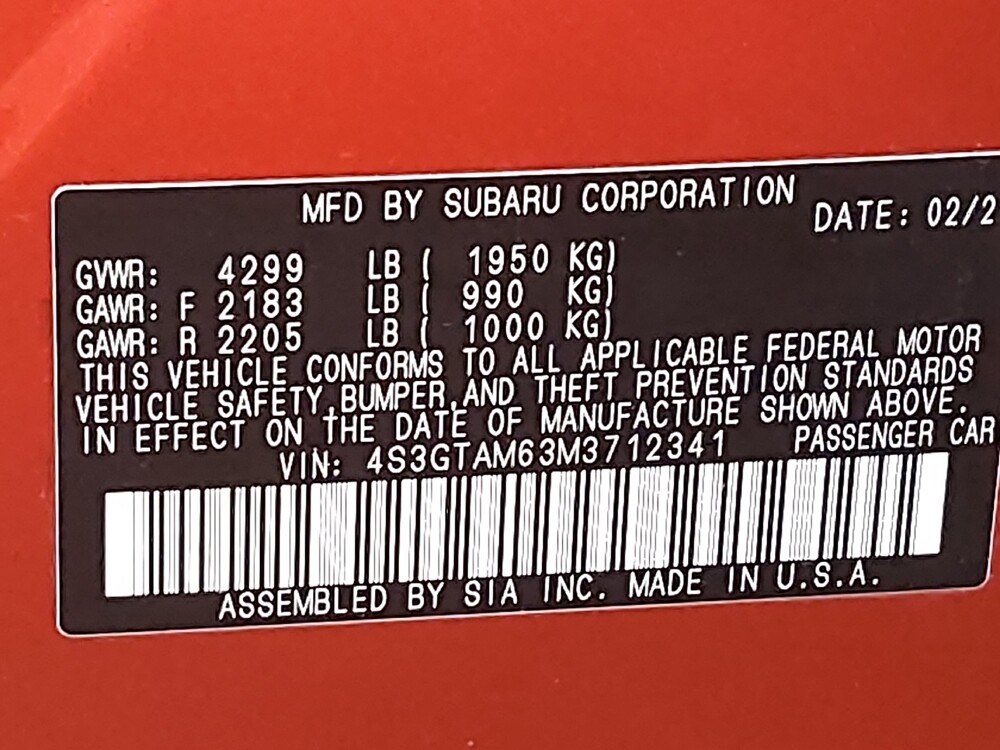 MFD BY SUBARU CORPORATION DATE: 02/2
GVWR: 4299 LB ( 1950 KG)
GAWR: F 2183 LB ( 990 KG)
GAWR: R 2205 LB ( 1000 KG)
THIS VEHICLE CONFORMS TO ALL APPLICABLE FEDERAL MOTOR
VEHICLE SAFETY,BUMPER,AND THEFT PREVENTION STANDARDS
IN EFFECT ON THE DATE OF MANUFACTURE SHOWN ABOVE.
VIN: 4S3GTAM63M3712341 PASSENGER CAR
ASSEMBLED BY SIA INC. MADE IN U.S.A.